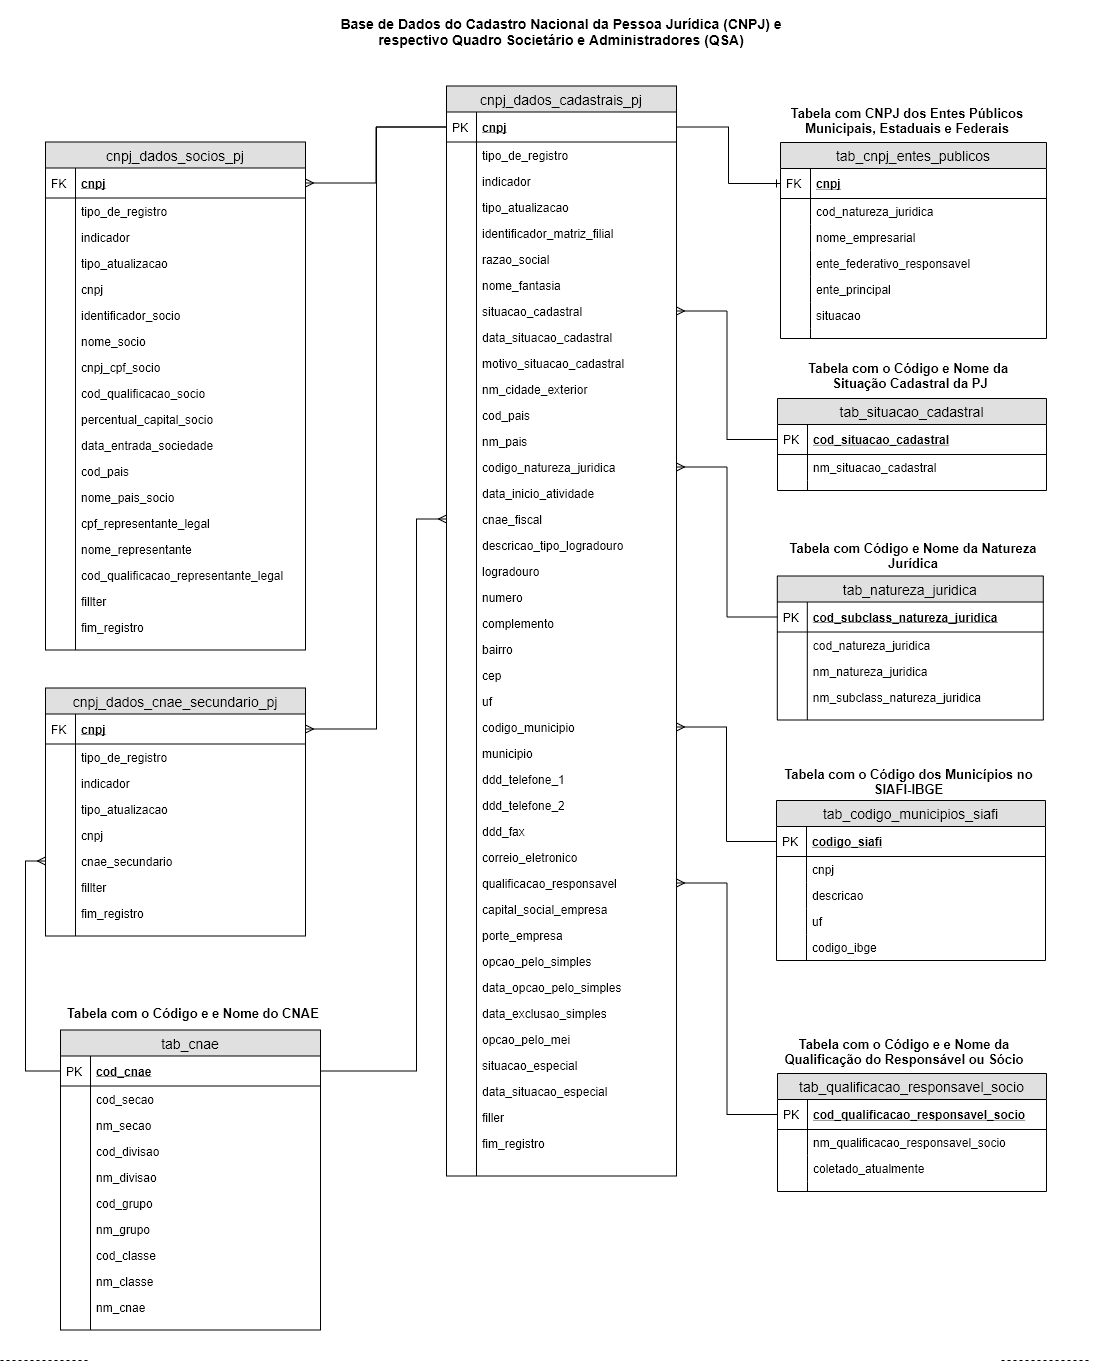 Base de Dados do Cadastro Nacional da Pessoa Jurídica (CNPJ) e
respectivo Quadro Societário e Administradores (QSA)
cnpj_dados_socios_pj
FK cnpj
tipo_de_registro
indicador
tipo_atualizacao
cnpj
identificador_socio
nome_socio
cnpj_cpf_socio
cod_qualificacao_socio
percentual_capital_socio
data_entrada_sociedade
cod_pais
nome_pais_socio
cpf_representante_legal
nome_representante
cod_qualificacao_representante_legal
fillter
fim_registro
cnpj_dados_cnae_secundario_pj
FK cnpj
tipo_de_registro
indicador
tipo_atualizacao
cnpj
cnae_secundário
fillter
fim_registro
Tabela com o Código e e Nome do CNAE
tab_cnae
PK cod_cnae
cod_secao
nm_secao
cod_divisao
nm_divisao
cod_grupo
nm_grupo
cod_classe
nm_classe
nm_cnae
cnpj_dados_cadastrais_pj
PK cnpj
tipo_de_registro
indicador
tipo_atualizacao
identificador_matriz_filial
razao_social
nome_fantasia
situacao_cadastral
data_situacao_cadastral
motivo_situacao_cadastral
nm_cidade_exterior
cod_pais
nm_pais
codigo_natureza_juridica
data_inicio_atividade
cnae_fiscal
descricao_tipo_logradouro
logradouro
numero
complemento
bairro
cep
uf
codigo_municipio
municipio
ddd_telefone_1
ddd_telefone_2
ddd_fax
correio_eletronico
qualificacao_responsavel
capital_social_empresa
porte_empresa
opcao_pelo_simples
data_opcao_pelo_simples
data_exclusao_simples
opcao_pelo_mei
situacao_especial
data_situacao_especial
filler
fim_registro
Tabela com CNPJ dos Entes Públicos
Municipais, Estaduais e Federais
tab_cnpj_entes_publicos
FK cnpj
cod_natureza_juridica
nome_empresarial
ente_federativo_responsavel
ente_principal
situacao
Tabela com o Código e Nome da
Situação Cadastral da PJ
tab_situacao_cadastral
PK cod_situacao_cadastral
nm_situacao_cadastral
Tabela com Código e Nome da Natureza
Jurídica
tab_natureza_juridica
PK cod_subclass_natureza_juridica
cod_natureza_juridica
nm_natureza_juridica
nm_subclass_natureza_juridica
Tabela com o Código dos Municípios no
SIAFI-IBGE
tab_codigo_municipios_siafi
PK codigo_siafi
cnpj
descricao
uf
codigo_ibge
Tabela com o Código e e Nome da
Qualificação do Responsável ou Sócio
tab_qualificacao_responsavel_socio
PK cod_qualificacao_responsavel_socio
nm_qualificacao_responsavel_socio
coletado_atualmente